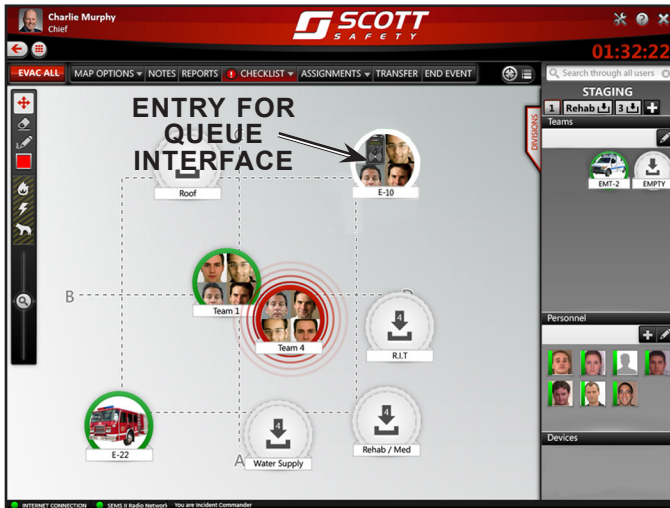 Charlie Murphy
Chief
SCOTT
SAFETY
01:32:22
EVAC ALL
MAP OPTIONS
NOTES
REPORTS
CHECKLIST
ASSIGNMENTS
TRANSFER
END EVENT
Search through all users
STAGING
1
Rehab
3
Teams
DIVISIONS
ENTRY FOR
QUEUE
INTERFACE
Roof
E-10
EMT-2
EMPTY
B
Team 1
Team 4
4
R.I.T
Personnel
E-22
4
Water Supply
4
Rehab / Med
A
Devices
INTERNET CONNECTION
SEMS II Radio Network
You are Incident Commander